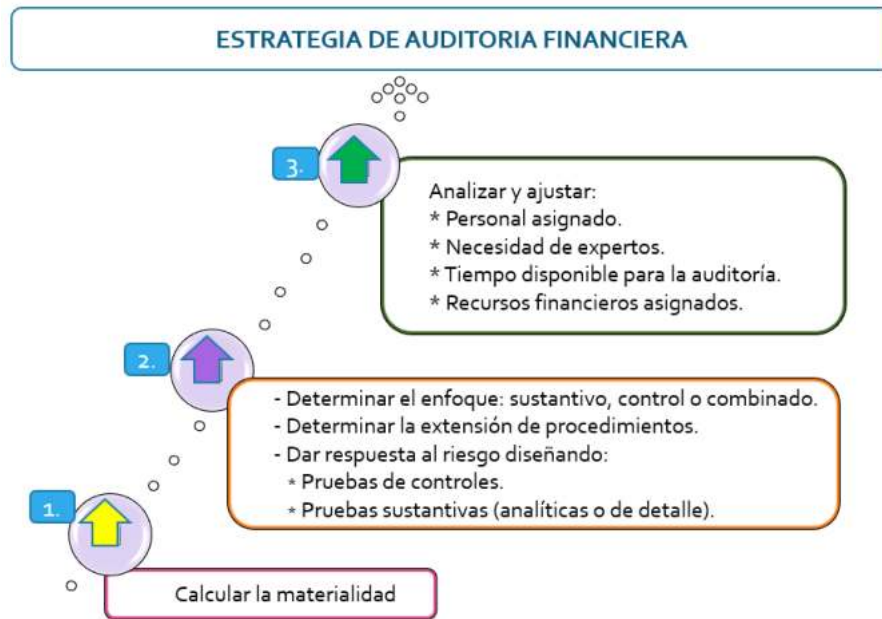 ESTRATEGIA DE AUDITORIA FINANCIERA
3.
Analizar y ajustar:
* Personal asignado.
* Necesidad de expertos.
* Tiempo disponible para la auditoría.
* Recursos financieros asignados.
2.
- Determinar el enfoque: sustantivo, control o combinado.
- Determinar la extensión de procedimientos.
- Dar respuesta al riesgo diseñando:
* Pruebas de controles.
* Pruebas sustantivas (analíticas o de detalle).
1.
Calcular la materialidad